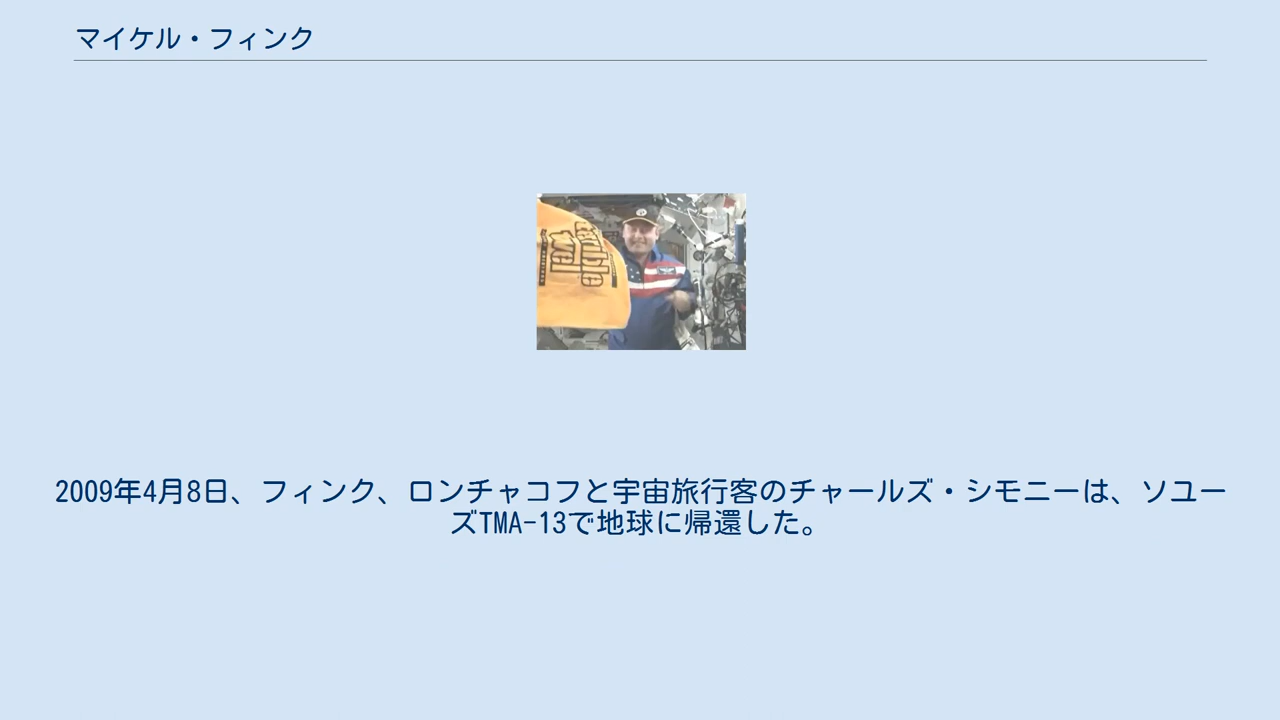 マイケル・フィンク
2009年4月8日、フィンク、ロンチャコフと宇宙旅行客のチャールズ・シモニーは、ソユー
ズTMA-13で地球に帰還した。